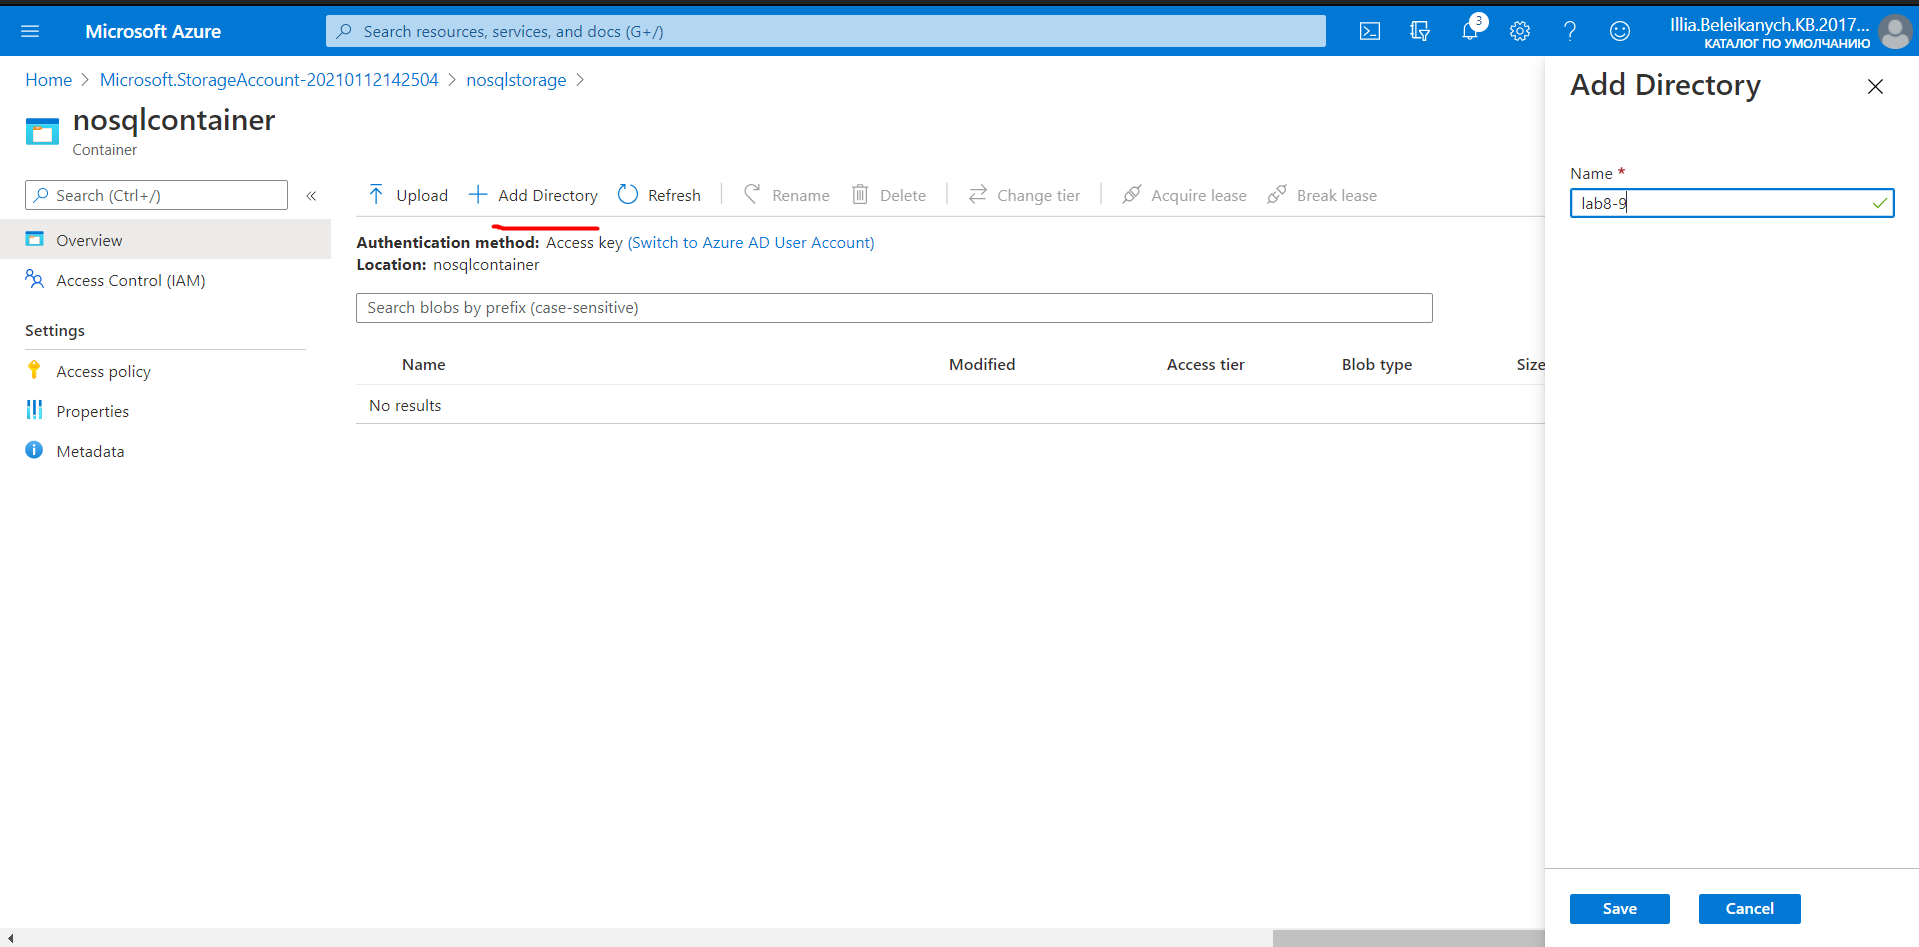 Microsoft Azure
Search resources, services, and docs (G+/)
3
Illia.Beleikanych.KB.2017...
КАТАЛОГ ПО УМОЛЧАНИЮ
Home > Microsoft.StorageAccount-20210112142504 > nosqlstorage >
nosqlcontainer
Container
Search (Ctrl+/)
«
Overview
Access Control (IAM)
Settings
Access policy
Properties
Metadata
Upload + Add Directory Refresh Rename Delete Change tier Acquire lease Break lease
Authentication method: Access key (Switch to Azure AD User Account)
Location: nosqlcontainer
Search blobs by prefix (case-sensitive)
Name Modified Access tier Blob type Size
No results
Add Directory
Name *
lab8-9
Save Cancel